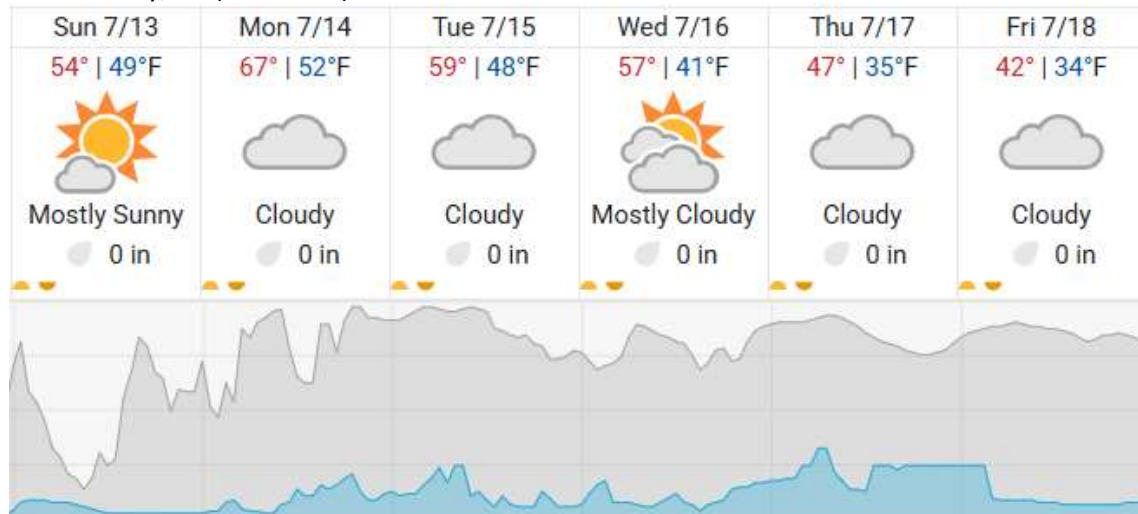 Sun 7/13 Mon 7/14 Tue 7/15 Wed 7/16 Thu 7/17 Fri 7/18
54° | 49°F 67° | 52°F 59° | 48°F 57° | 41°F 47° | 35°F 42° | 34°F
Mostly Sunny Cloudy Cloudy Mostly Cloudy Cloudy Cloudy
0 in 0 in 0 in 0 in 0 in 0 in